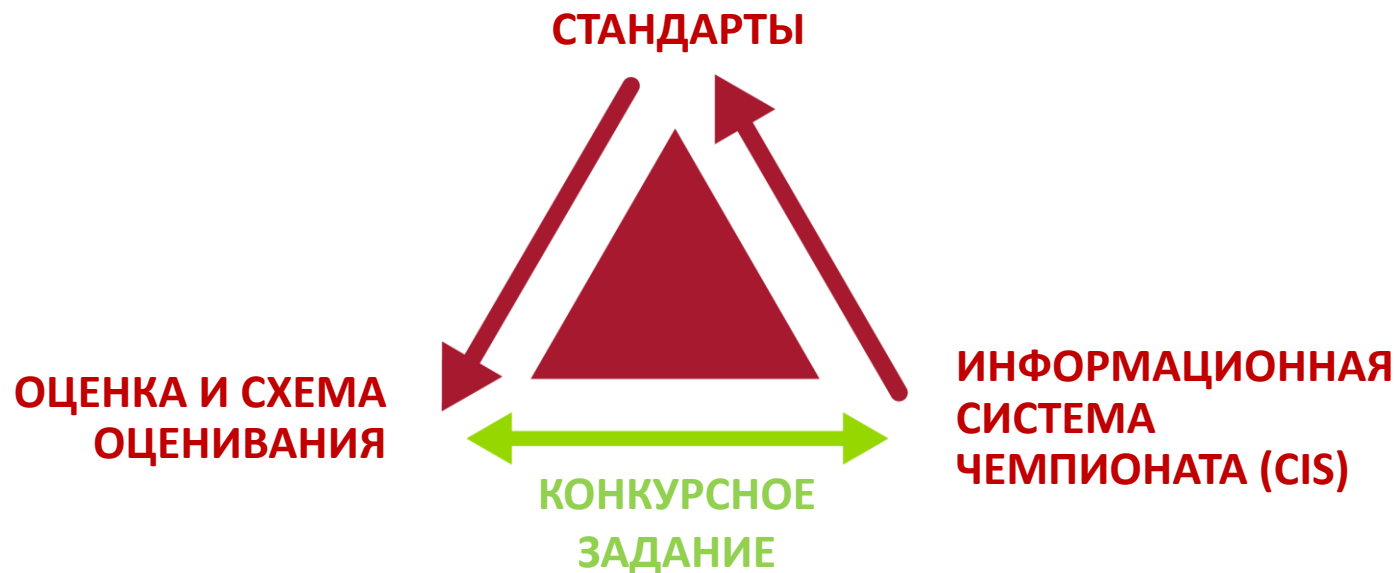 СТАНДАРТЫ
ОЦЕНКА И СХЕМА
ОЦЕНИВАНИЯ
ИНФОРМАЦИОННАЯ
СИСТЕМА
ЧЕМПИОНАТА (CIS)
КОНКУРСНОЕ
ЗАДАНИЕ